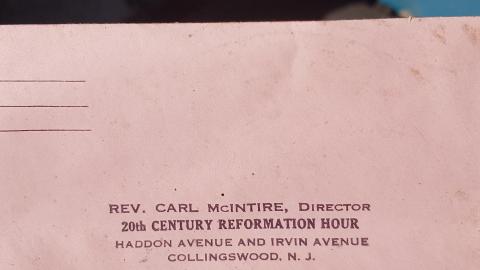 REV. CARL McINTIRE, DIRECTOR
20th CENTURY REFORMATION HOUR
HADDON AVENUE AND IRVIN AVENUE
COLLINGSWOOD, N. J.